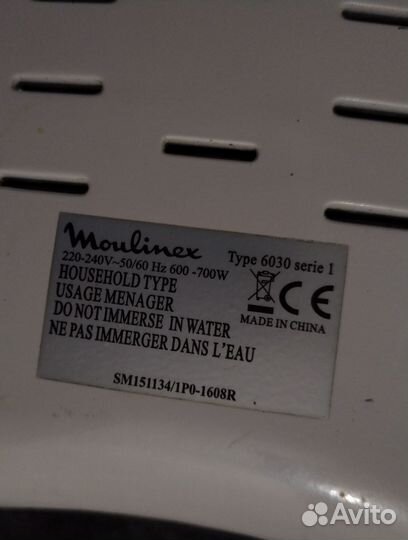 Moulinex Type 6030 serie 1
220-240V~50/60 Hz 600 -700W
HOUSEHOLD TYPE
USAGE MENAGER
CE
DO NOT IMMERSE IN WATER
MADE IN CHINA
NE PAS IMMERGER DANS L'EAU
SM151134/1P0-1608R
Avito